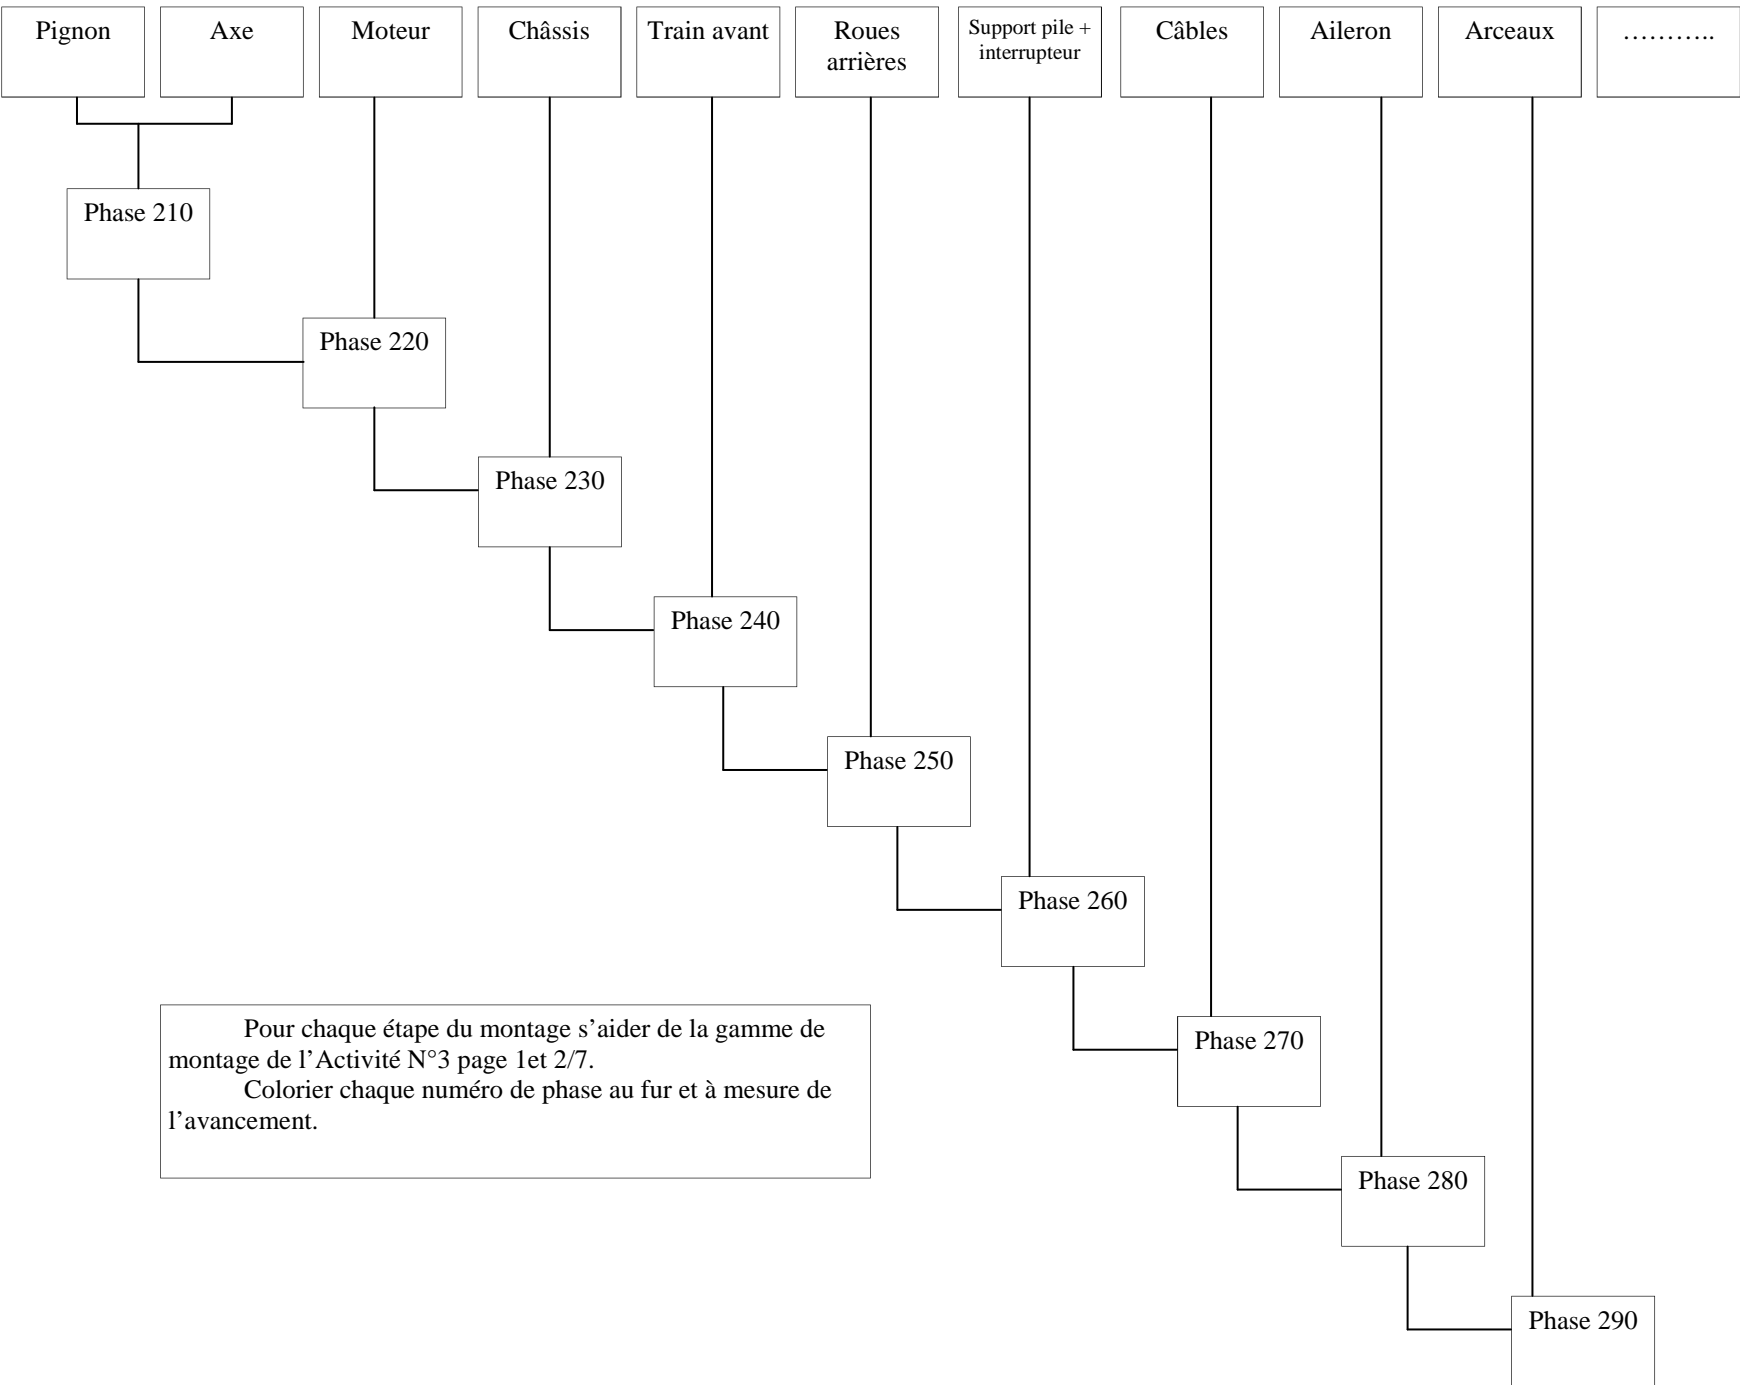 Pignon
Axe
Moteur
Châssis
Train avant
Roues
arrières
Support pile +
interrupteur
Câbles
Aileron
Arceaux
………..
Phase 210
Phase 220
Phase 230
Phase 240
Phase 250
Phase 260
Pour chaque étape du montage s’aider de la gamme de
montage de l’Activité N°3 page 1et 2/7.
Colorier chaque numéro de phase au fur et à mesure de
l’avancement.
Phase 270
Phase 280
Phase 290